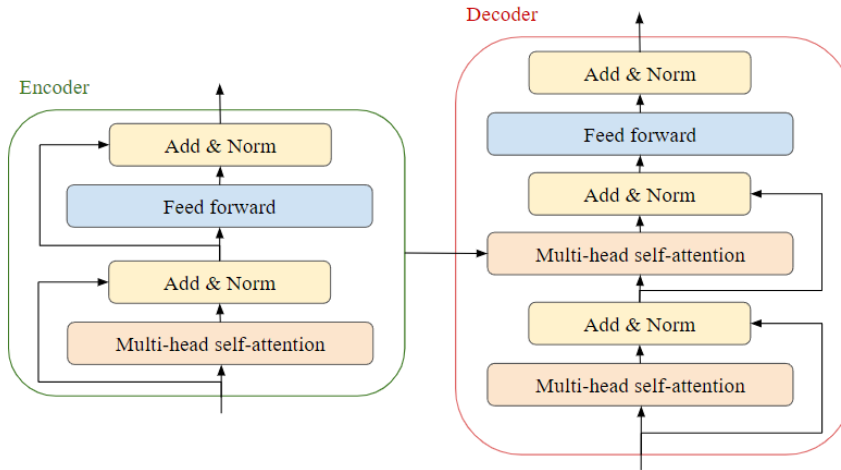 Encoder
Add & Norm
Feed forward
Add & Norm
Multi-head self-attention
Decoder
Add & Norm
Feed forward
Add & Norm
Multi-head self-attention
Add & Norm
Multi-head self-attention